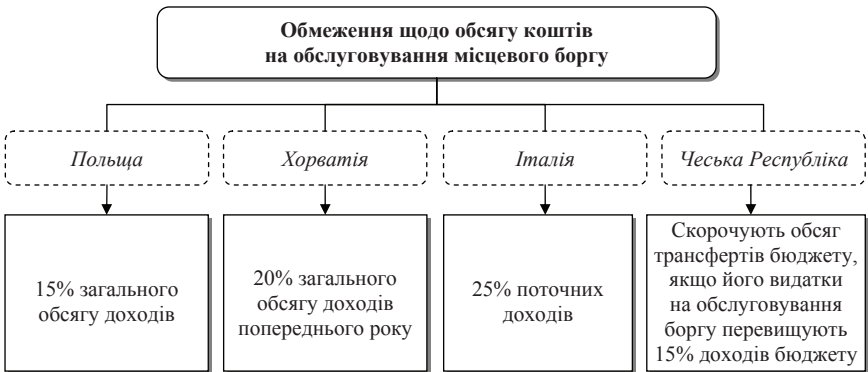 Обмеження щодо обсягу коштів
на обслуговування місцевого боргу
Польща
Хорватія
Італія
Чеська Республіка
15% загального
обсягу доходів
20% загального
обсягу доходів
попереднього року
25% поточних
доходів
Скорочують обсяг
трансфертів бюджету,
якщо його видатки
на обслуговування
боргу перевищують
15% доходів бюджету